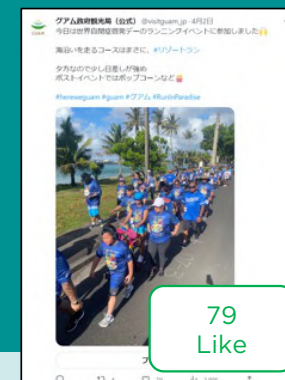 グアム政府観光局（公式） @visitguam_jp・4月2日
今日は世界自閉症啓発デーのランニングイベントに参加しました🙌
海沿いを走るコースはまさに、#リゾートラン
夕方なので少し日差しが強め
ポストイベントではポップコーンなど🍿
#hereweguam #guam #グアム #RunInParadise
79
Like